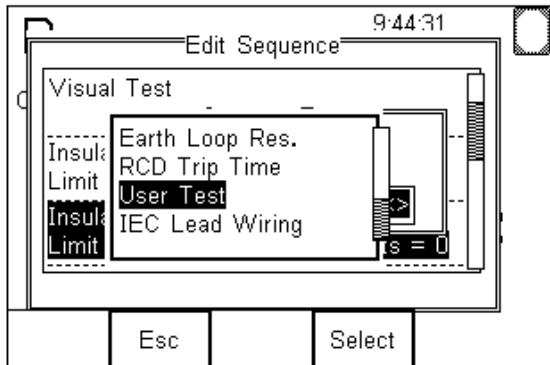 9:44:31
Edit Sequence
Visual Test
Earth Loop Res.
Insula
RCD Trip Time
Limit
User Test
<>
Insula
IEC Lead Wiring
Limit
s = 0
Esc
Select